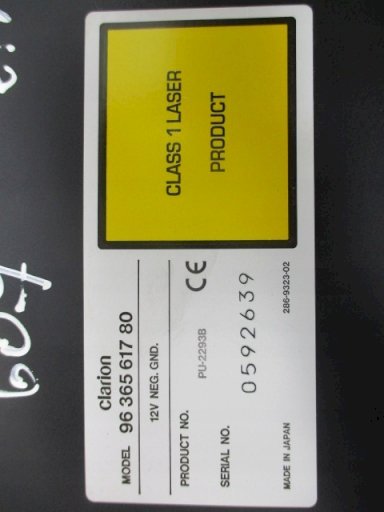 Clarion
MODEL 96 365 617 80
12V NEG. GND.
PRODUCT NO. PU-2293B
CE
SERIAL NO. 0592639
MADE IN JAPAN 286-9323-02
CLASS 1 LASER
PRODUCT
607